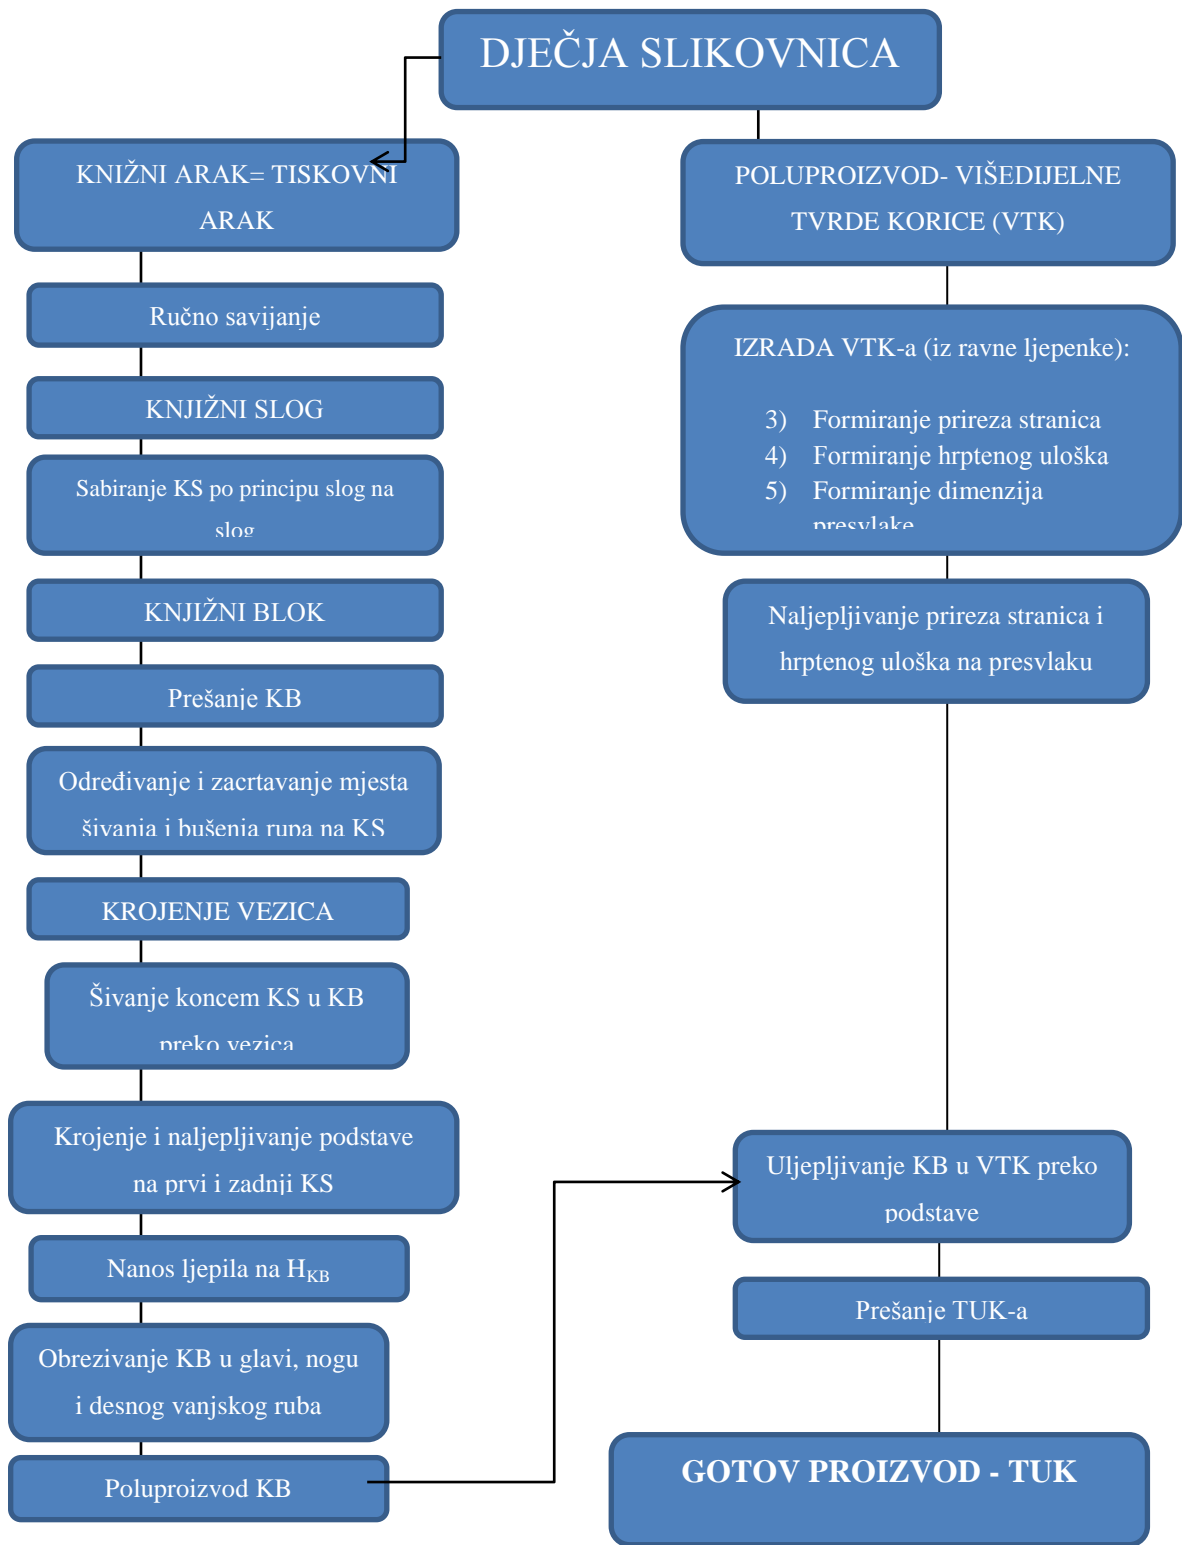 DJEČJA SLIKOVNICA
KNIŽNI ARAK= TISKOVNI
ARAK
Ručno savijanje
KNJIŽNI SLOG
Sabiranje KS po principu slog na
slog
KNJIŽNI BLOK
Prešanje KB
Određivanje i zacrtavanje mjesta
šivanja i bušenja rupa na KS
KROJENJE VEZICA
Šivanje koncem KS u KB
preko vezica
Krojenje i naljepljivanje podstave
na prvi i zadnji KS
Nanos ljepila na H_KB
Obrezivanje KB u glavi, nogu
i desnog vanjskog ruba
Poluproizvod KB
POLUPROIZVOD- VIŠEDIJELNE
TVRDE KORICE (VTK)
IZRADA VTK-a (iz ravne ljepenke):
3) Formiranje prireza stranica
4) Formiranje hrptenog uloška
5) Formiranje dimenzija
presvlake
Naljepljivanje prireza stranica i
hrptenog uloška na presvlaku
Uljepljivanje KB u VTK preko
podstave
Prešanje TUK-a
GOTOV PROIZVOD - TUK